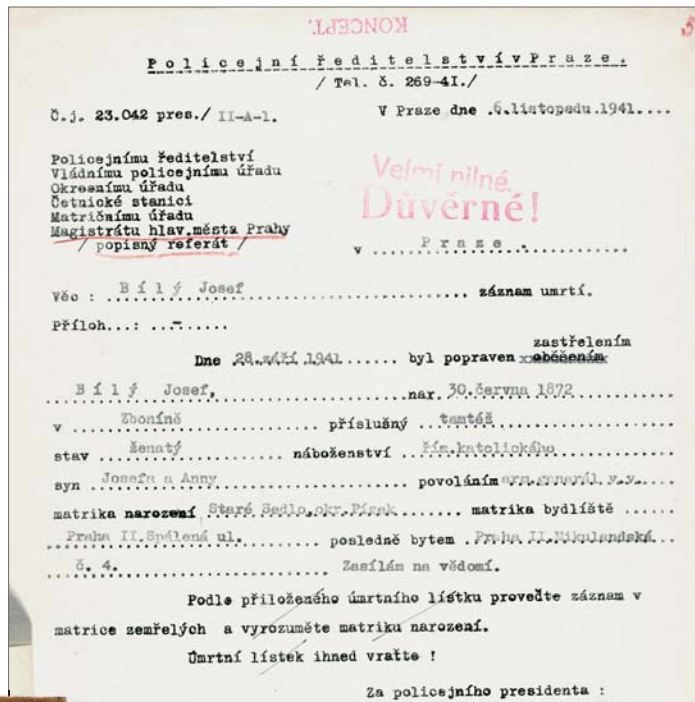 KONCEPT.
5
Policejní ředitelství v Praze.
/ Tel. č. 269-41./
Č.j. 23.042 pres./ II-A-1.
V Praze dne .6.listopadu.1941....
Policejnímu ředitelství
Vládnímu policejnímu úřadu
Okresnímu úřadu
Četnické stanici
Matričnímu úřadu
Magistrátu hlav.města Prahy
/ popisný referát /
Velmi pilné.
Důvěrné!
v ...... Praze .............
Věc : ..Bílý Josef........................ záznam umrtí.
Příloh...: ...-.......
zastřelením
Dne .28.září 1941....... byl popraven xxoběšením
..Bílý Josef,....................nar. 30.června 1872..............
v ......Zboníně.................. příslušný ..tamtéž....................
stav .....ženatý................. náboženství ..řím.katolického.........
syn ..Josefa a Anny.................... povoláním arm.generál v.v.
matrika narození .Staré Sedlo,okr.Písek....... matrika bydliště .....
..Praha II.Spálená ul........... posledně bytem .Praha II.Mikulandská.
.....č. 4...................... Zasílám na vědomí.
Podle přiloženého úmrtního lístku proveďte záznam v
matrice zemřelých a vyrozuměte matriku narození.
Úmrtní lístek ihned vraťte !
Za policejního presidenta :